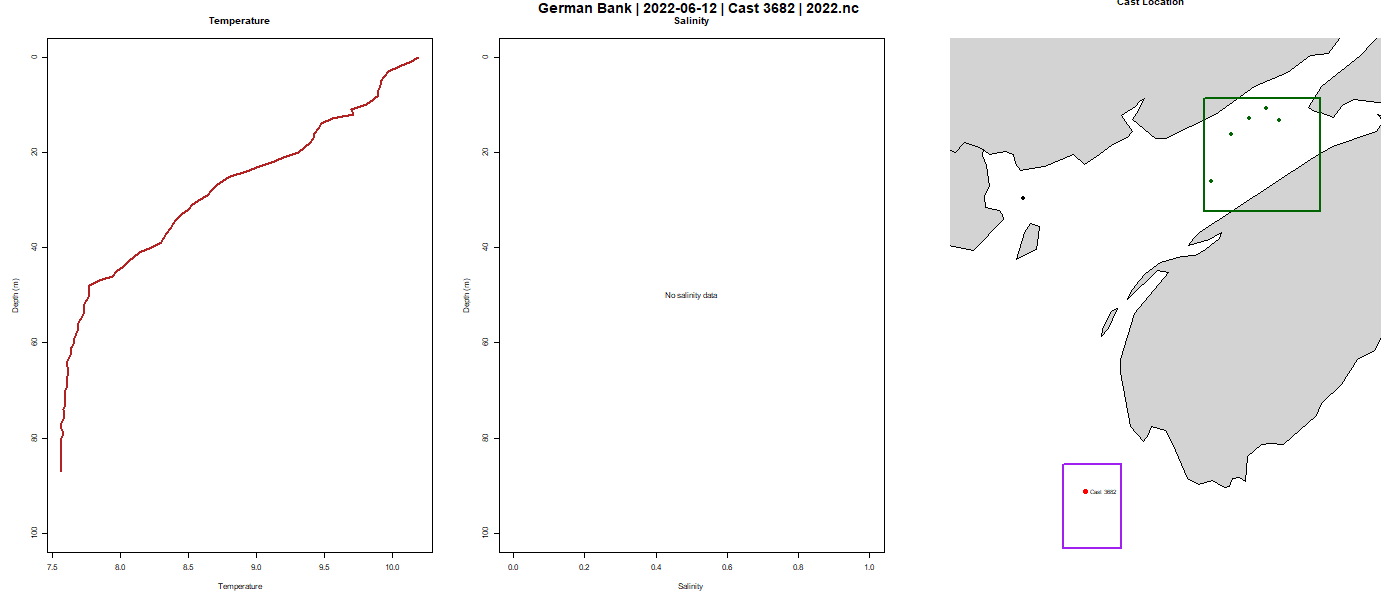 German Bank | 2022-06-12 | Cast 3682 | 2022.nc
Temperature
Salinity
Cast Location
0
20
40
60
80
100
Depth (m)
7.5 8.0 8.5 9.0 9.5 10.0
Temperature
0
20
40
60
80
100
Depth (m)
No salinity data
0.0 0.2 0.4 0.6 0.8 1.0
Salinity
Cast 3682